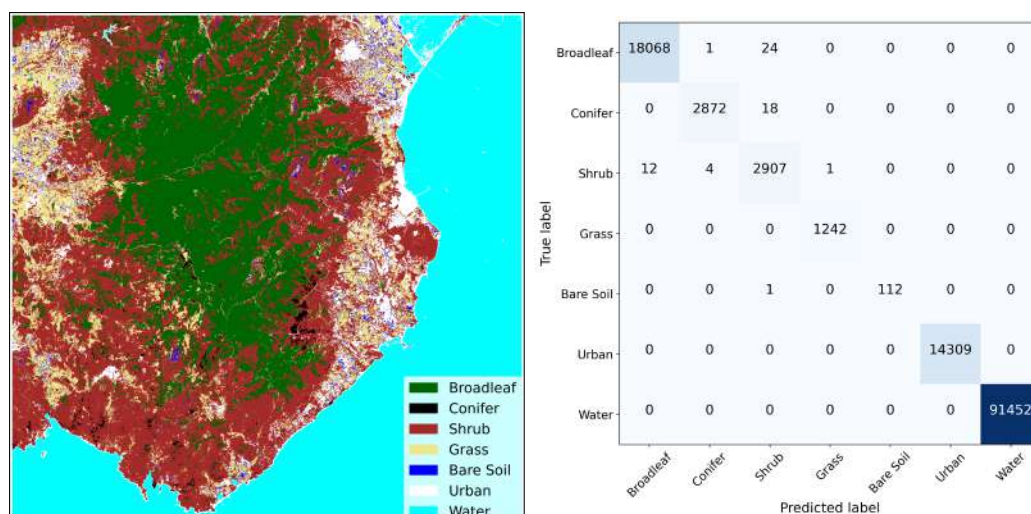 Broadleaf
Conifer
Shrub
Grass
Bare Soil
Urban
Water
True label
Broadleaf 18068 1 24 0 0 0 0
Conifer 0 2872 18 0 0 0 0
Shrub 12 4 2907 1 0 0 0
Grass 0 0 0 1242 0 0 0
Bare Soil 0 0 1 0 112 0 0
Urban 0 0 0 0 0 14309 0
Water 0 0 0 0 0 0 91452
Broadleaf Conifer Shrub Grass Bare Soil Urban Water
Predicted label